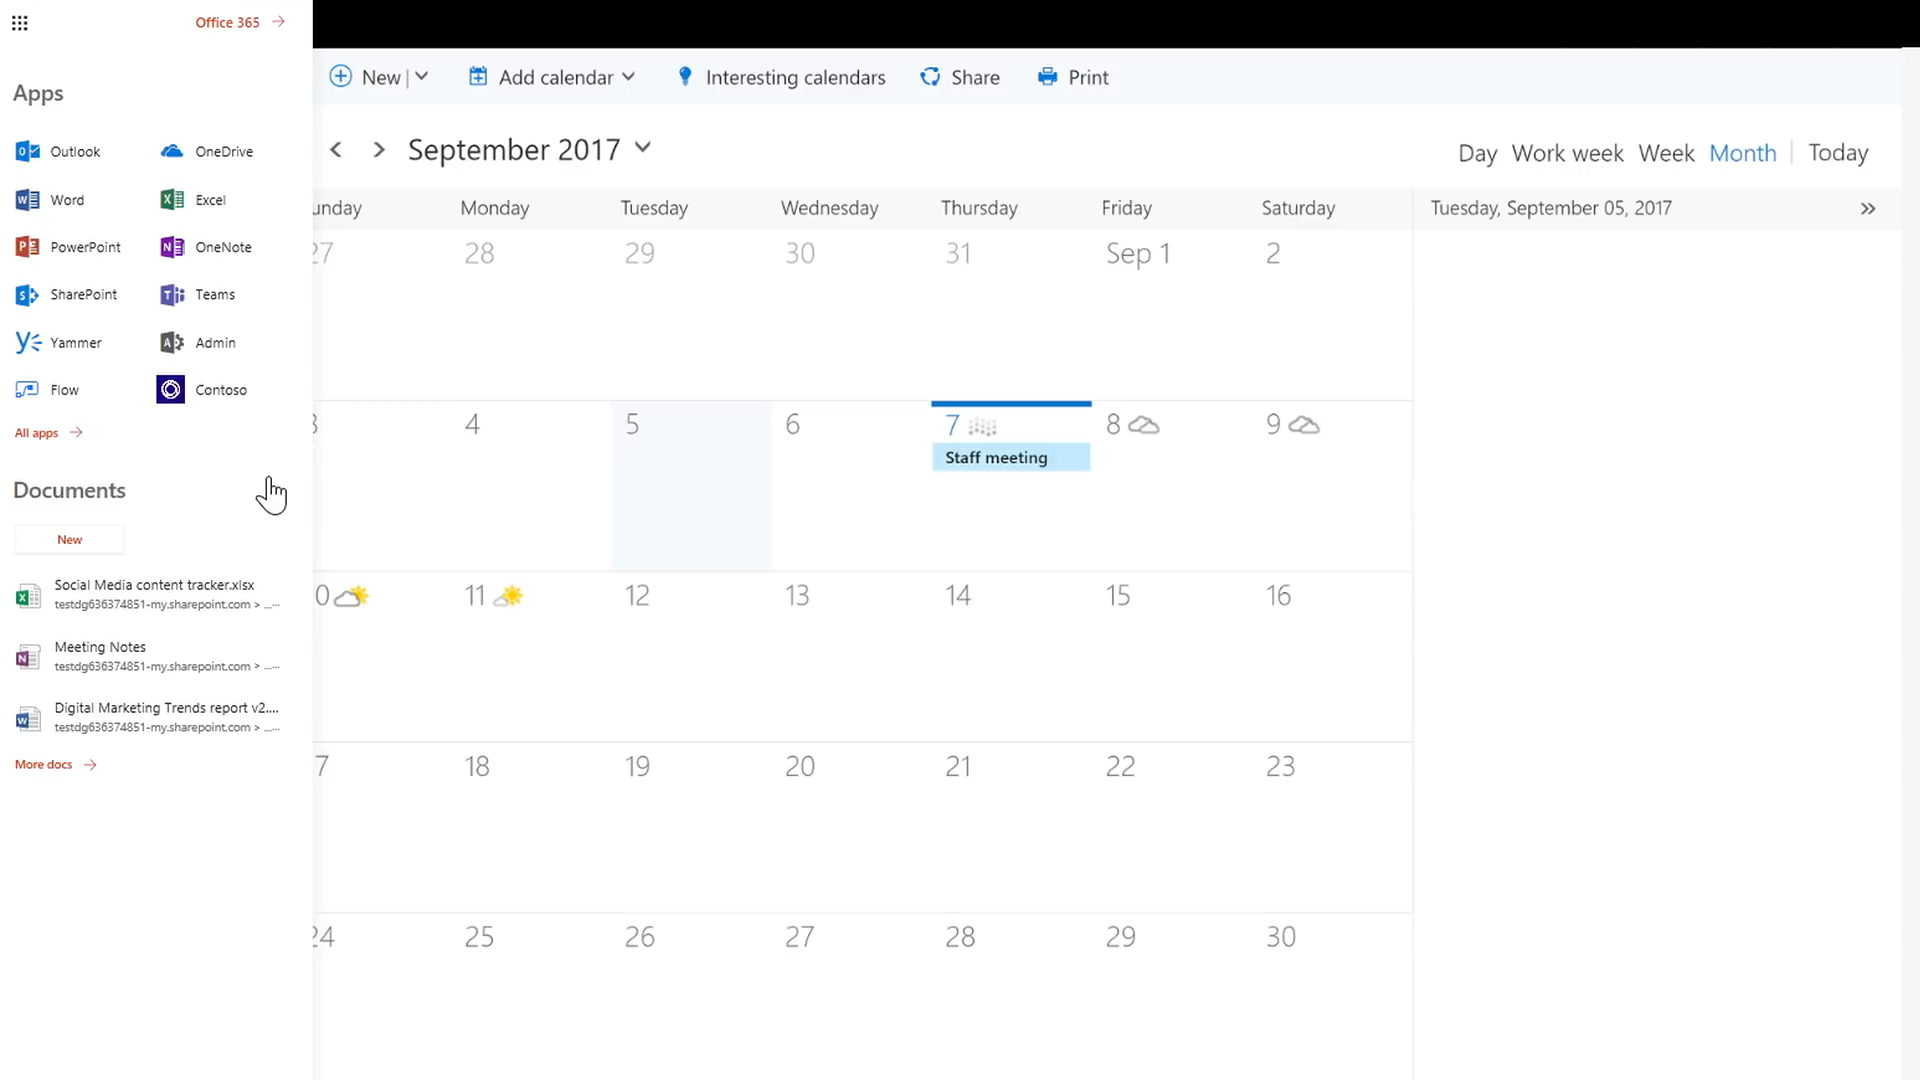 Office 365
Apps
Outlook
OneDrive
Word
Excel
PowerPoint
OneNote
SharePoint
Teams
Yammer
Admin
Flow
Contoso
All apps
Documents
New
Social Media content tracker.xlsx
testdg636374851-my.sharepoint.com > ...
Meeting Notes
testdg636374851-my.sharepoint.com > ...
Digital Marketing Trends report v2....
testdg636374851-my.sharepoint.com > ...
More docs
New | Add calendar Interesting calendars Share Print
September 2017
Day Work week Week Month Today
unday Monday Tuesday Wednesday Thursday Friday Saturday
Tuesday, September 05, 2017 »
27 28 29 30 31 Sep 1 2
3 4 5 6 7 8 9
Staff meeting
0 11 12 13 14 15 16
7 18 19 20 21 22 23
24 25 26 27 28 29 30